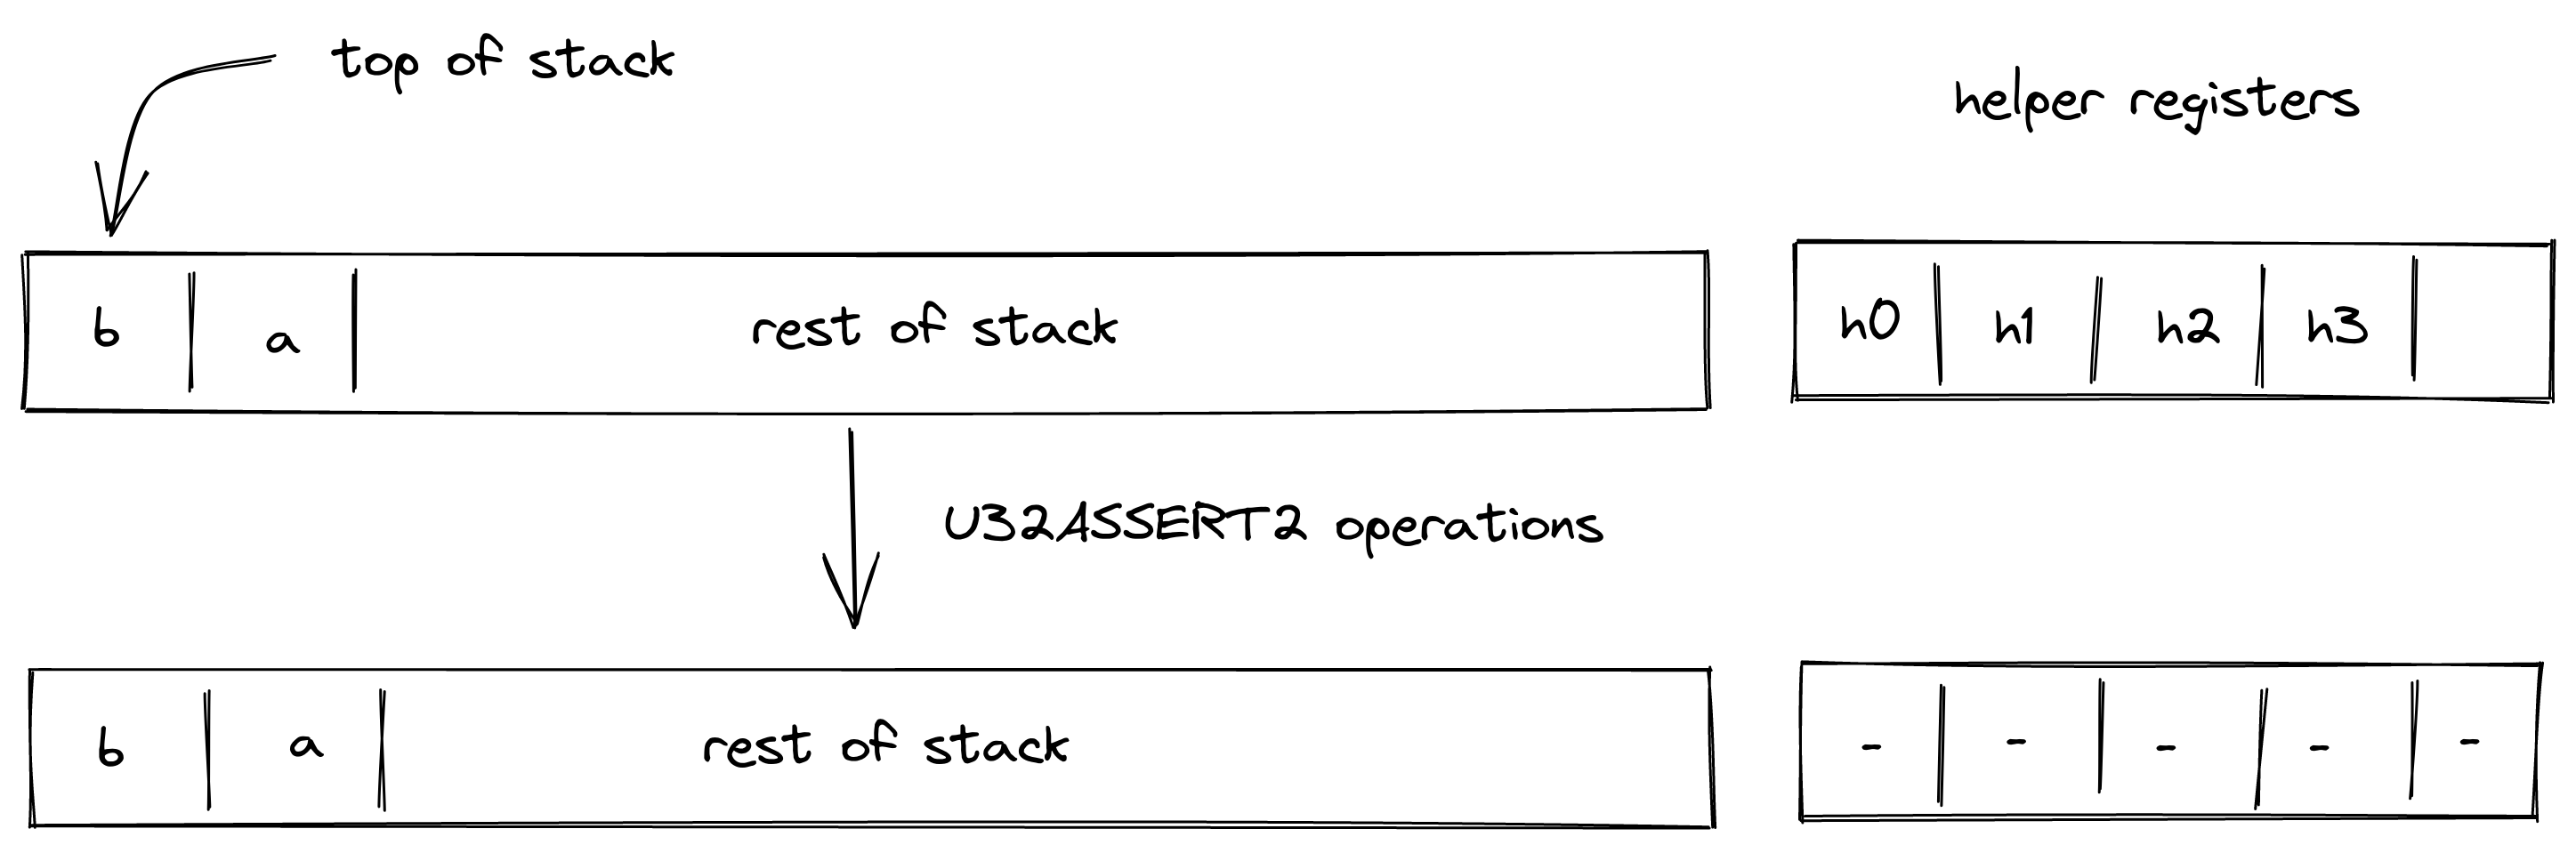 top of stack
helper registers
b a rest of stack
h0 h1 h2 h3
U32ASSERT2 operations
b a rest of stack
- - - - -